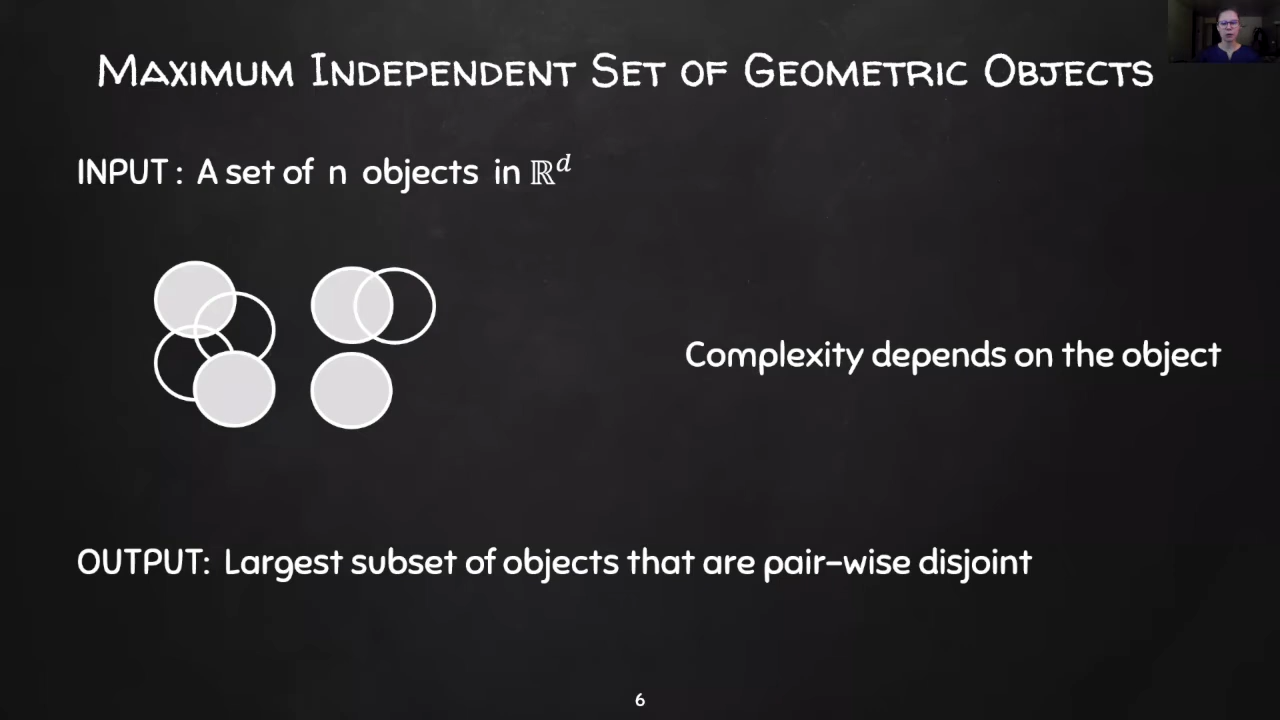 Maximum Independent Set of Geometric Objects
INPUT : A set of n objects in ℝᵈ
Complexity depends on the object
OUTPUT: Largest subset of objects that are pair-wise disjoint
6